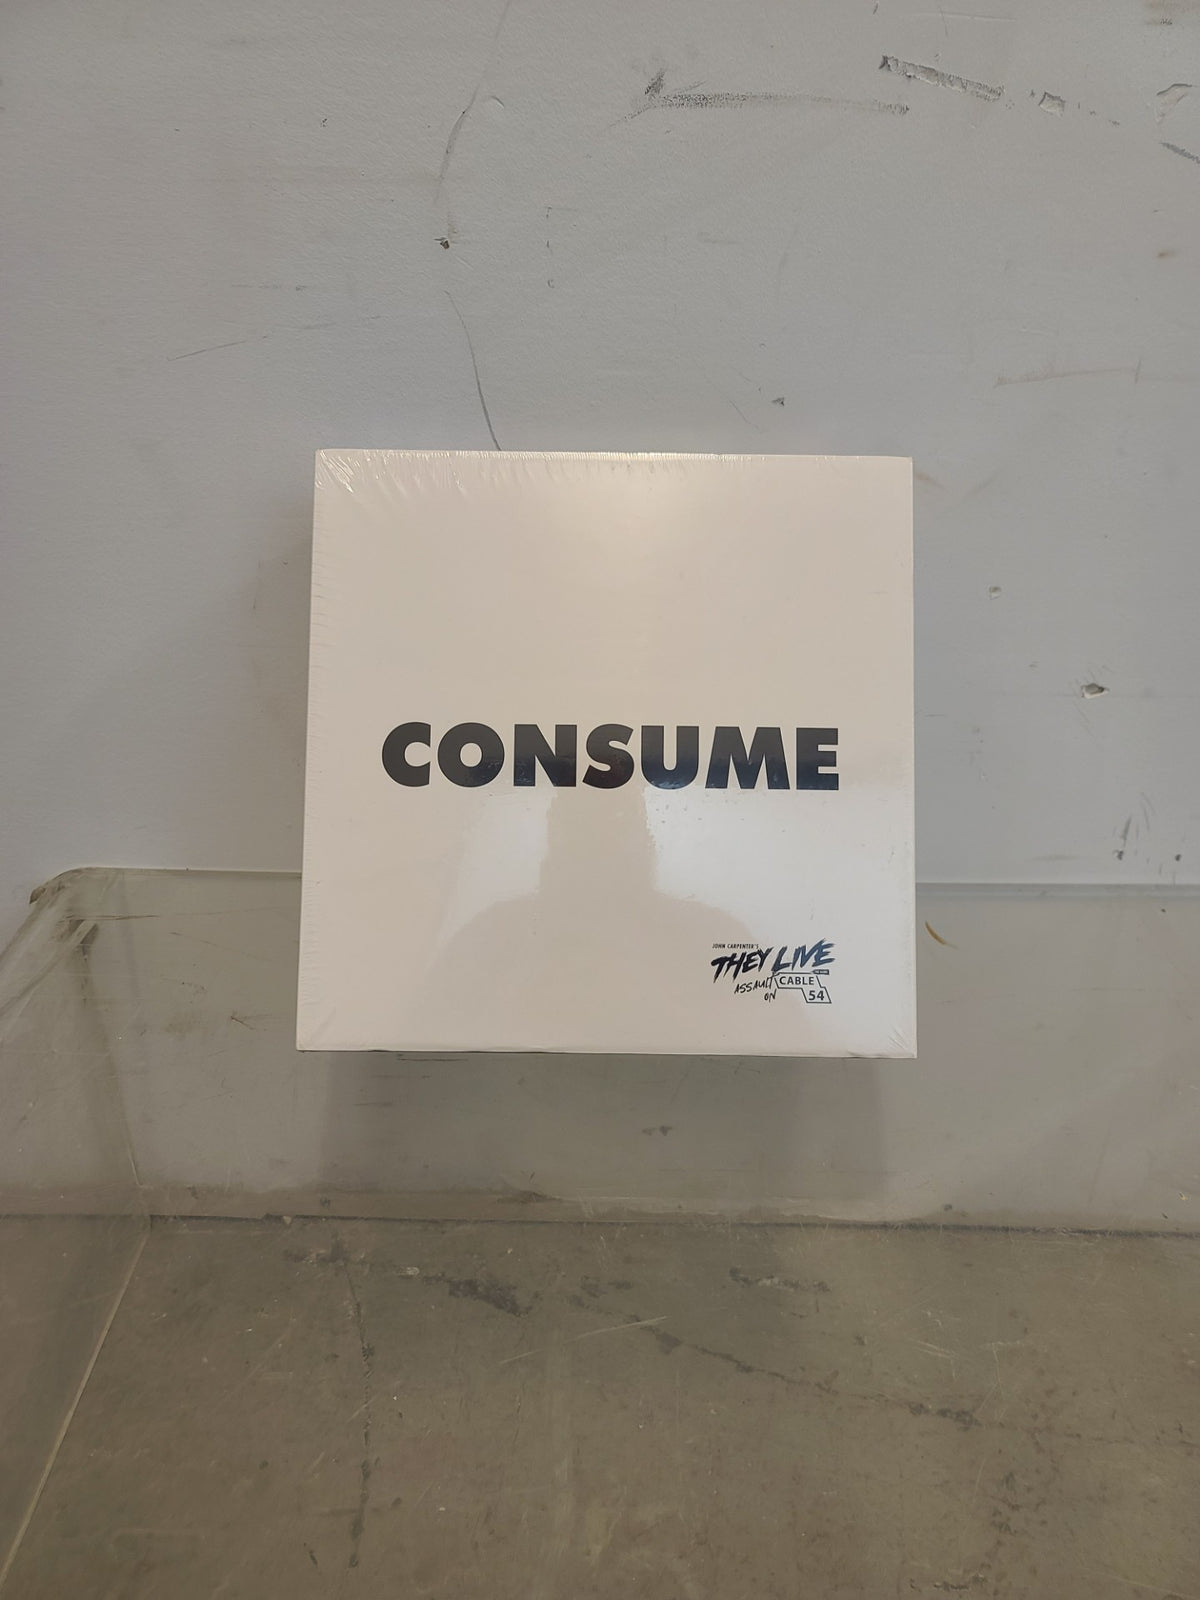 CONSUME
JOHN CARPENTER'S
THEY LIVE
ASSAULT
ON
CABLE
54